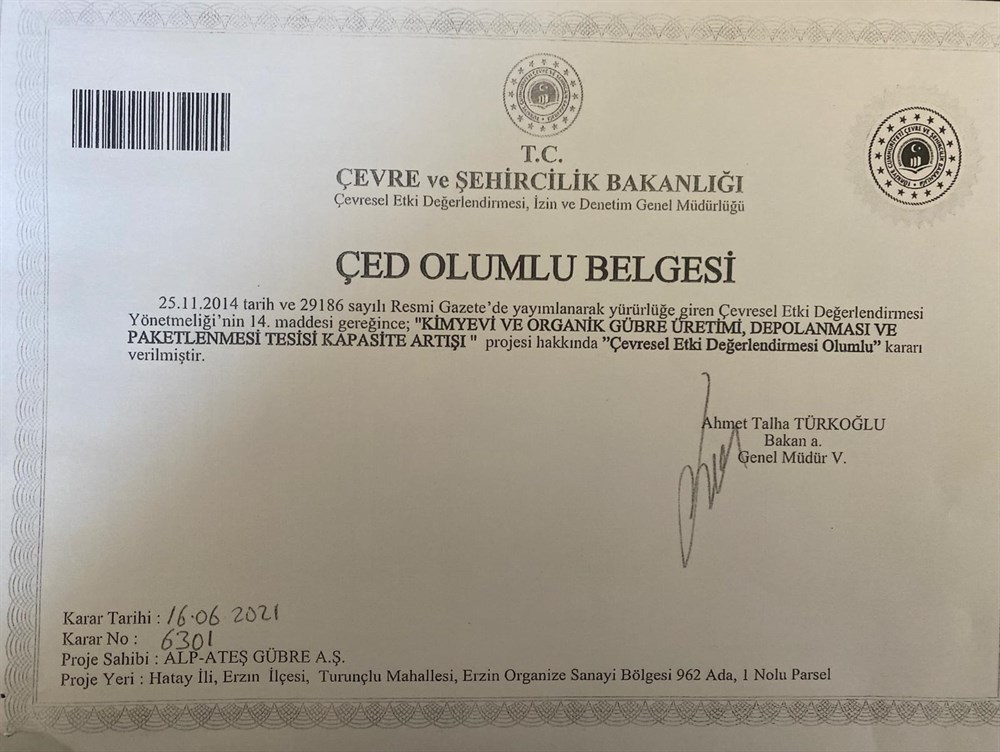 T.C.
ÇEVRE ve ŞEHİRCİLİK BAKANLIĞI
Çevresel Etki Değerlendirmesi, İzin ve Denetim Genel Müdürlüğü
ÇED OLUMLU BELGESİ
25.11.2014 tarih ve 29186 sayılı Resmi Gazete’de yayımlanarak yürürlüğe giren Çevresel Etki Değerlendirmesi
Yönetmeliği’nin 14. maddesi gereğince; "KİMYEVİ VE ORGANİK GÜBRE ÜRETİMİ, DEPOLANMASI VE
PAKETLENMESİ TESİSİ KAPASİTE ARTIŞI " projesi hakkında ”Çevresel Etki Değerlendirmesi Olumlu” kararı
verilmiştir.
Ahmet Talha TÜRKOĞLU
Bakan a.
Genel Müdür V.
Karar Tarihi : 16.06 2021
Karar No : 6301
Proje Sahibi : ALP-ATEŞ GÜBRE A.Ş.
Proje Yeri : Hatay İli, Erzın İlçesi, Turunçlu Mahallesi, Erzin Organize Sanayi Bölgesi 962 Ada, 1 Nolu Parsel